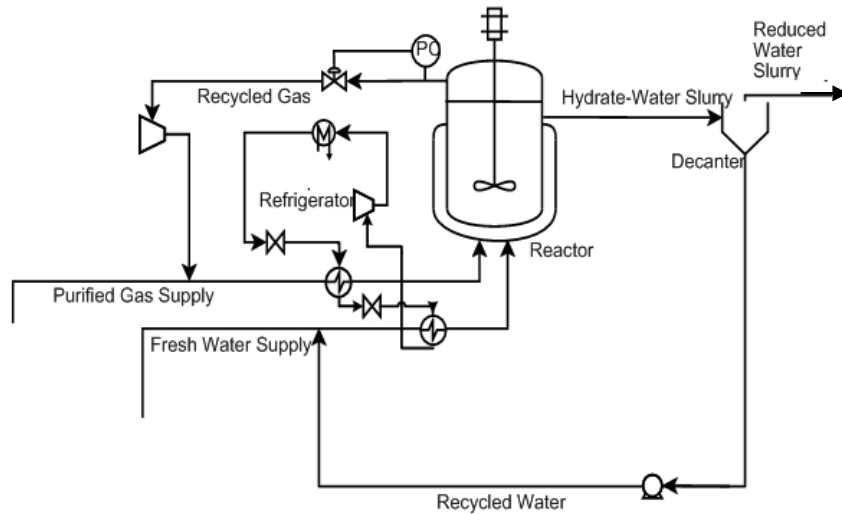 Reduced
Water
Slurry
PC
Recycled Gas
Hydrate-Water Slurry
M
Decanter
Refrigerator
Reactor
Purified Gas Supply
Fresh Water Supply
Recycled Water